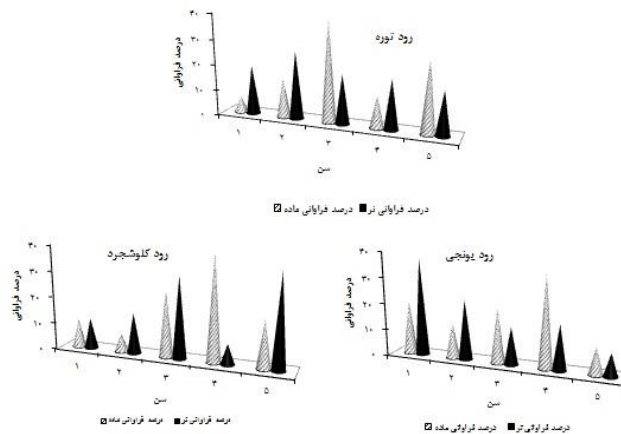 رود توره
درصد فراوانی
۴۰
۳۰
۲۰
۱۰
۰
۱ ۲ ۳ ۴ ۵
سن
درصد فراوانی نر درصد فراوانی ماده
رود کلوشجرد
درصد فراوانی
۴۰
۳۰
۲۰
۱۰
۰
۱ ۲ ۳ ۴ ۵
سن
درصد فراوانی نر درصد فراوانی ماده
رود یونجی
درصد فراوانی
۴۰
۳۰
۲۰
۱۰
۰
۱ ۲ ۳ ۴ ۵
سن
درصد فراوانی نر درصد فراوانی ماده